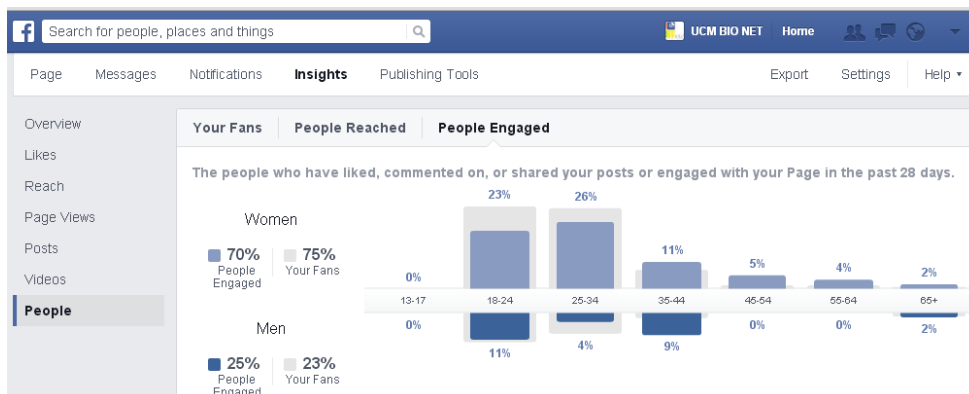 f Search for people, places and things UCM BIO NET Home
Page Messages Notifications Insights Publishing Tools Export Settings Help
Overview
Likes
Reach
Page Views
Posts
Videos
People
Your Fans People Reached People Engaged
The people who have liked, commented on, or shared your posts or engaged with your Page in the past 28 days.
Women
70% 75%
People Engaged Your Fans
0% 23% 26% 11% 5% 4% 2%
13-17 18-24 25-34 35-44 45-54 55-64 65+
0% 11% 4% 9% 0% 0% 2%
Men
25% 23%
People Engaged Your Fans